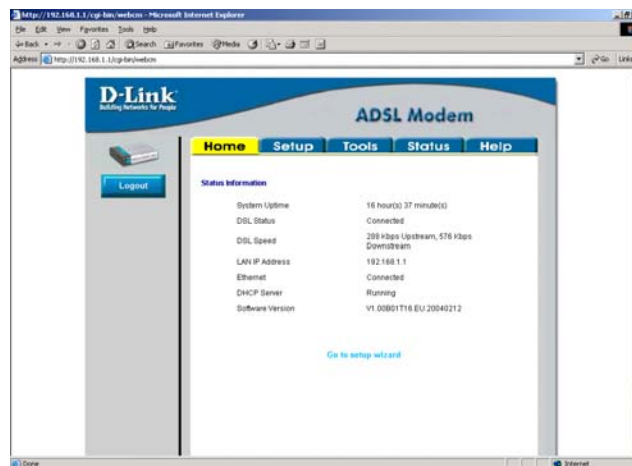 http://192.168.1.1/cgi-bin/webcm - Microsoft Internet Explorer
File Edit View Favorites Tools Help
Back Search Favorites Media
Address http://192.168.1.1/cgi-bin/webcm Go Links
D-Link
Building Networks for People
ADSL Modem
Home Setup Tools Status Help
Logout
Status Information
System Uptime 16 hour(s) 37 minute(s)
DSL Status Connected
DSL Speed 288 Kbps Upstream, 576 Kbps
Downstream
LAN IP Address 192.168.1.1
Ethernet Connected
DHCP Server Running
Software Version V1.00B01T16.EU.20040212
Go to setup wizard
Done Internet